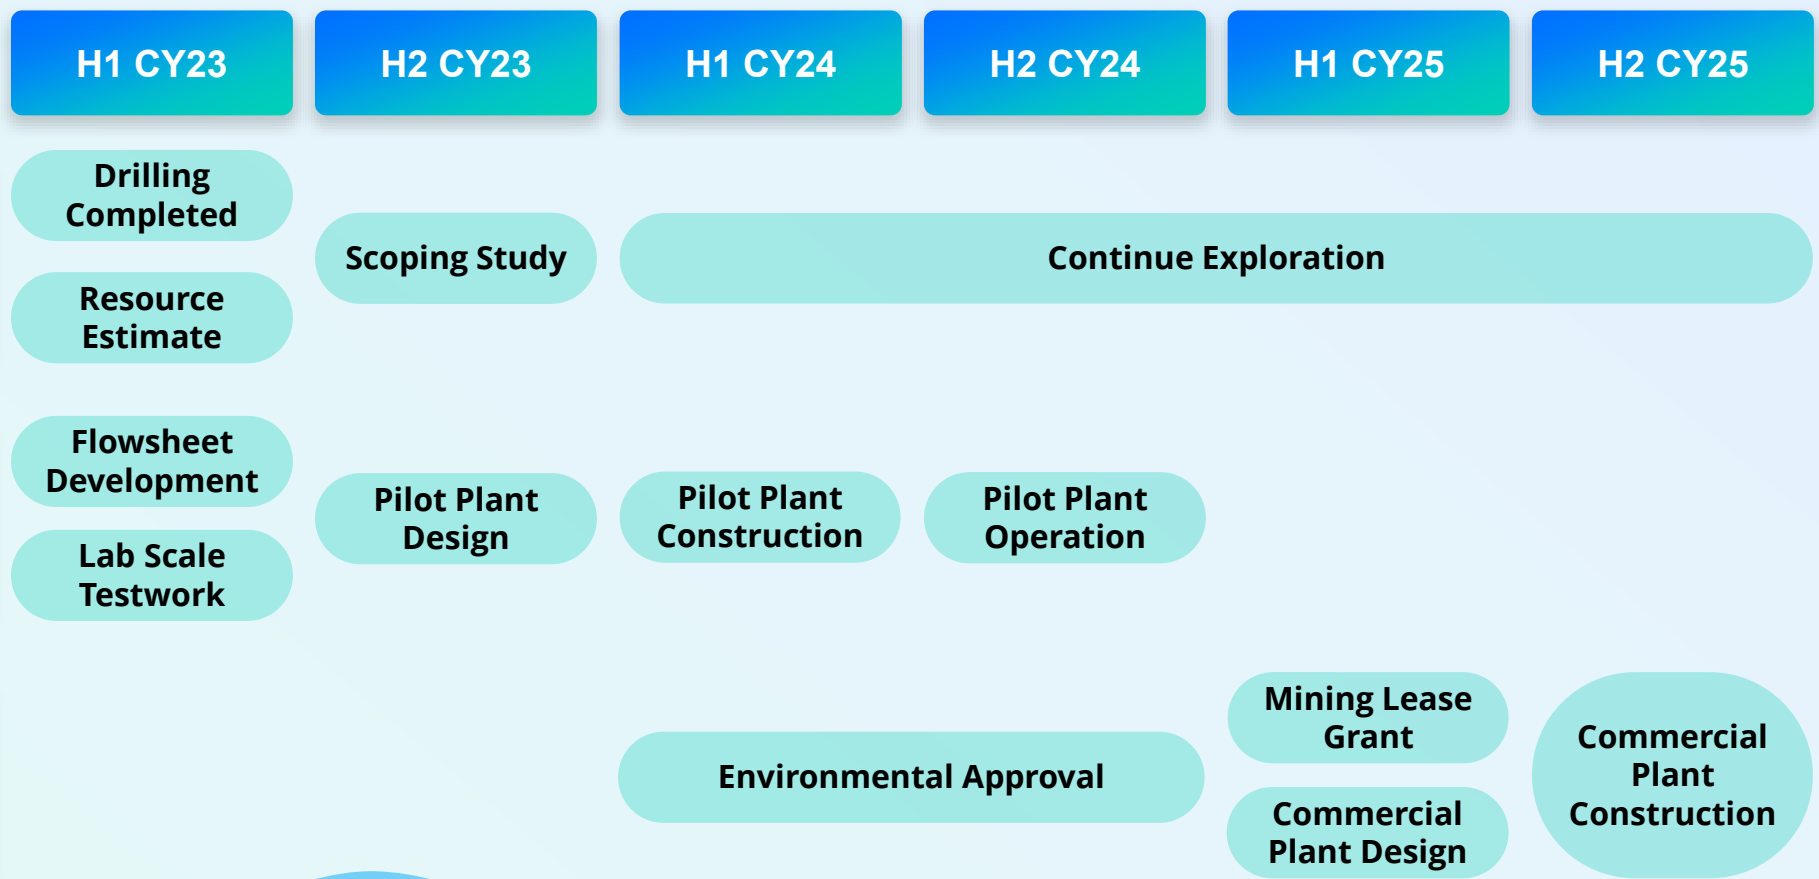 H1 CY23
H2 CY23
H1 CY24
H2 CY24
H1 CY25
H2 CY25
Drilling
Completed
Scoping Study
Continue Exploration
Resource
Estimate
Flowsheet
Development
Pilot Plant
Design
Pilot Plant
Construction
Pilot Plant
Operation
Lab Scale
Testwork
Environmental Approval
Mining Lease
Grant
Commercial
Plant Design
Commercial
Plant
Construction